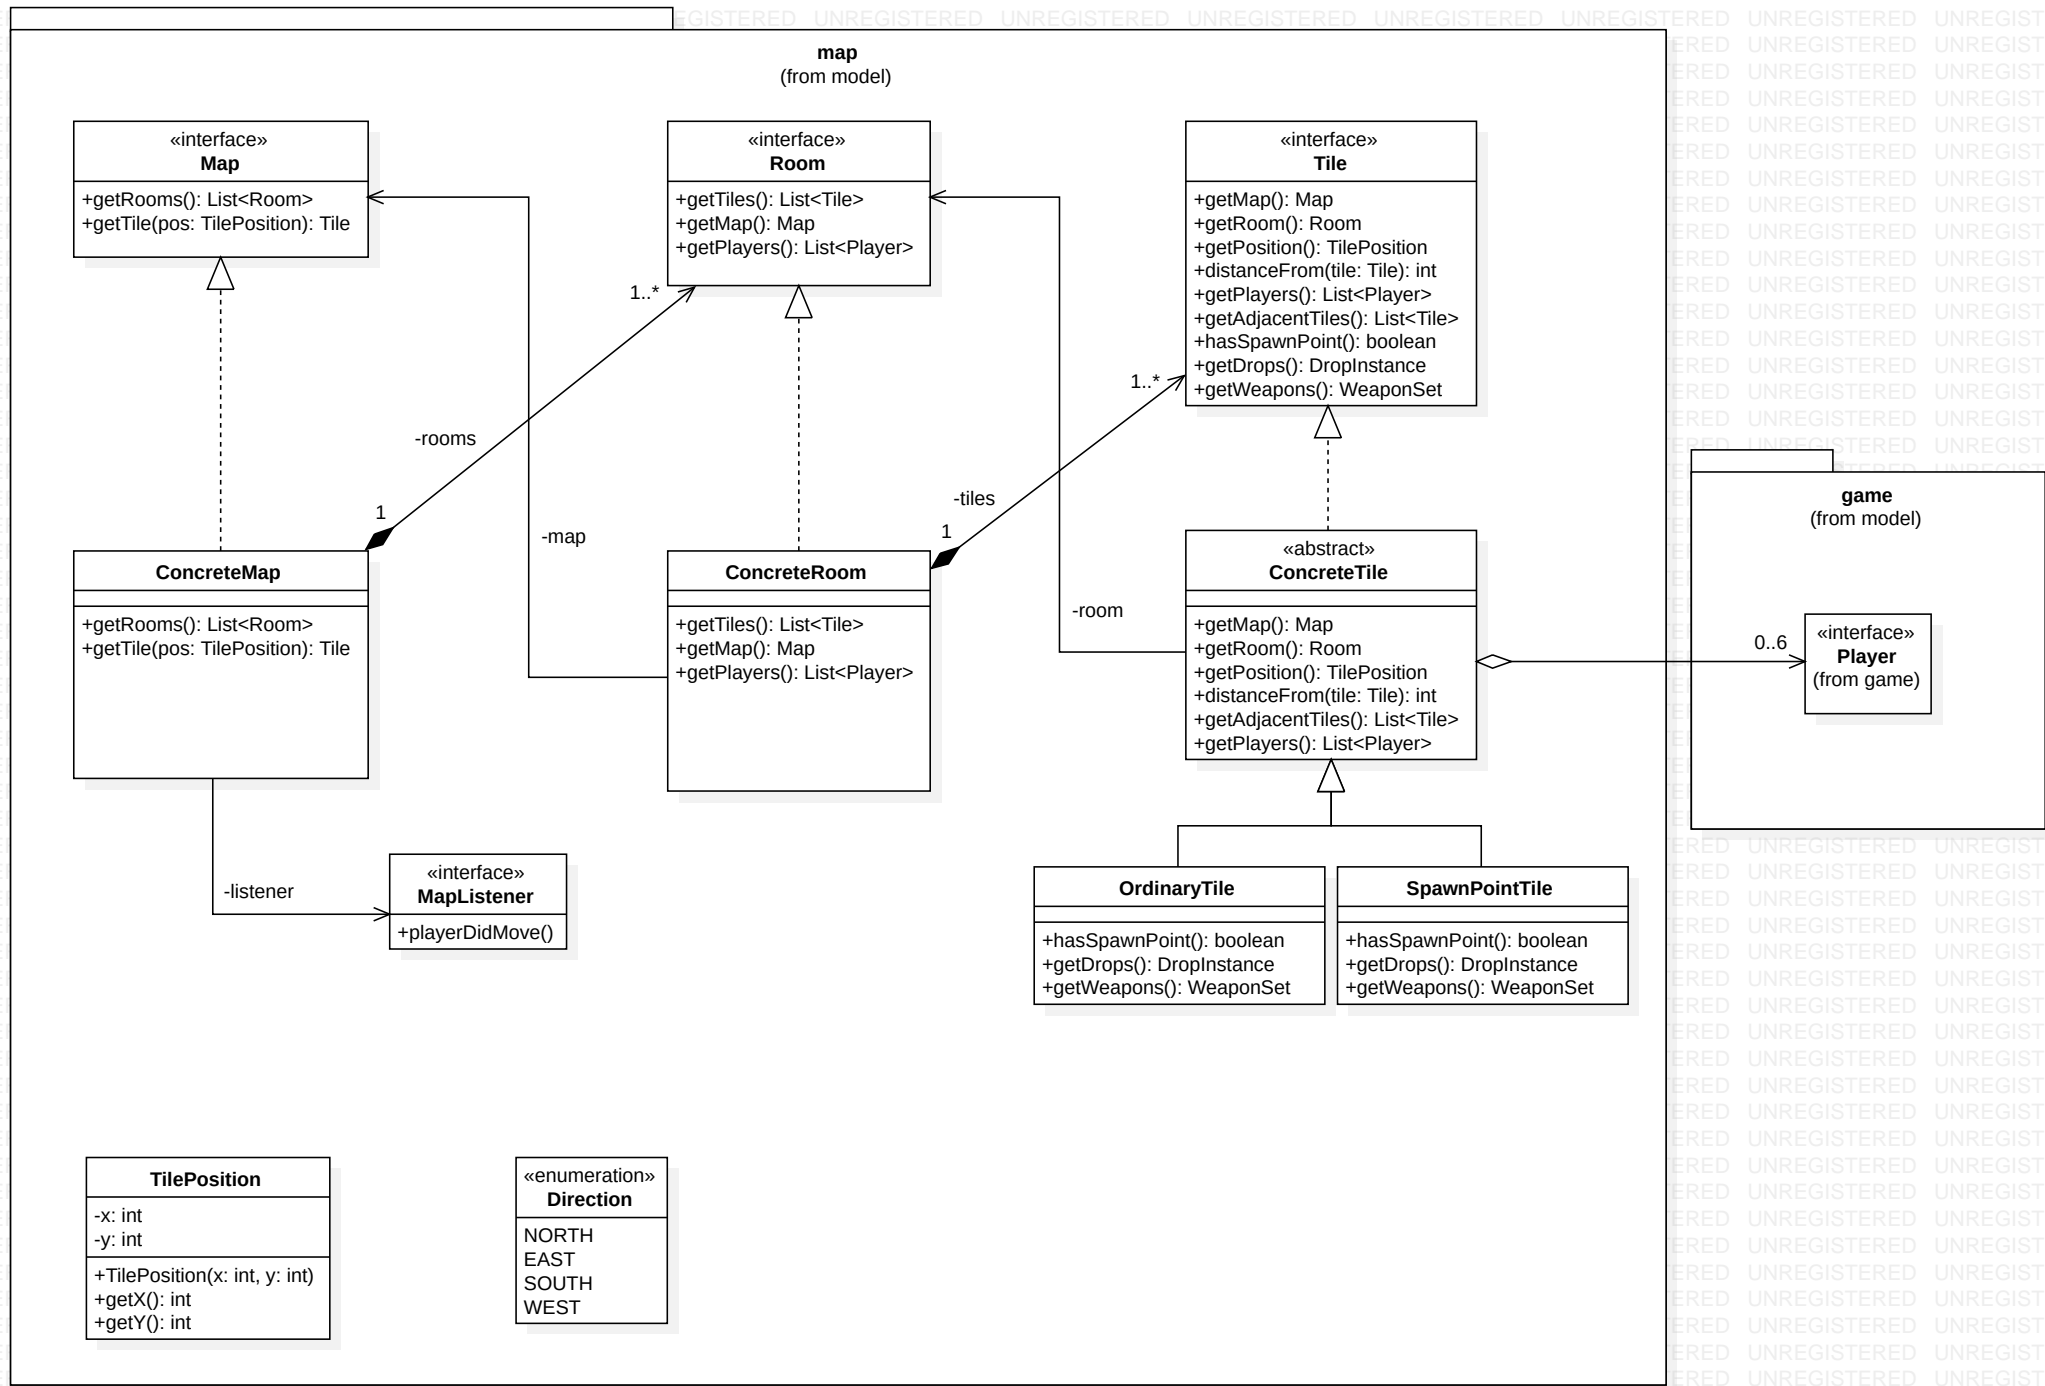 map
(from model)
«interface»
Map
+getRooms(): List<Room>
+getTile(pos: TilePosition): Tile
«interface»
Room
+getTiles(): List<Tile>
+getMap(): Map
+getPlayers(): List<Player>
«interface»
Tile
+getMap(): Map
+getRoom(): Room
+getPosition(): TilePosition
+distanceFrom(tile: Tile): int
+getPlayers(): List<Player>
+getAdjacentTiles(): List<Tile>
+hasSpawnPoint(): boolean
+getDrops(): DropInstance
+getWeapons(): WeaponSet
1..*
-rooms
1
-map
1..*
-tiles
1
-room
ConcreteMap
+getRooms(): List<Room>
+getTile(pos: TilePosition): Tile
ConcreteRoom
+getTiles(): List<Tile>
+getMap(): Map
+getPlayers(): List<Player>
«abstract»
ConcreteTile
+getMap(): Map
+getRoom(): Room
+getPosition(): TilePosition
+distanceFrom(tile: Tile): int
+getAdjacentTiles(): List<Tile>
+getPlayers(): List<Player>
game
(from model)
0..6
«interface»
Player
(from game)
-listener
«interface»
MapListener
+playerDidMove()
OrdinaryTile
+hasSpawnPoint(): boolean
+getDrops(): DropInstance
+getWeapons(): WeaponSet
SpawnPointTile
+hasSpawnPoint(): boolean
+getDrops(): DropInstance
+getWeapons(): WeaponSet
TilePosition
-x: int
-y: int
+TilePosition(x: int, y: int)
+getX(): int
+getY(): int
«enumeration»
Direction
NORTH
EAST
SOUTH
WEST
UNREGISTERED UNREGISTERED UNREGISTERED UNREGISTERED UNREGISTERED UNREGISTERED